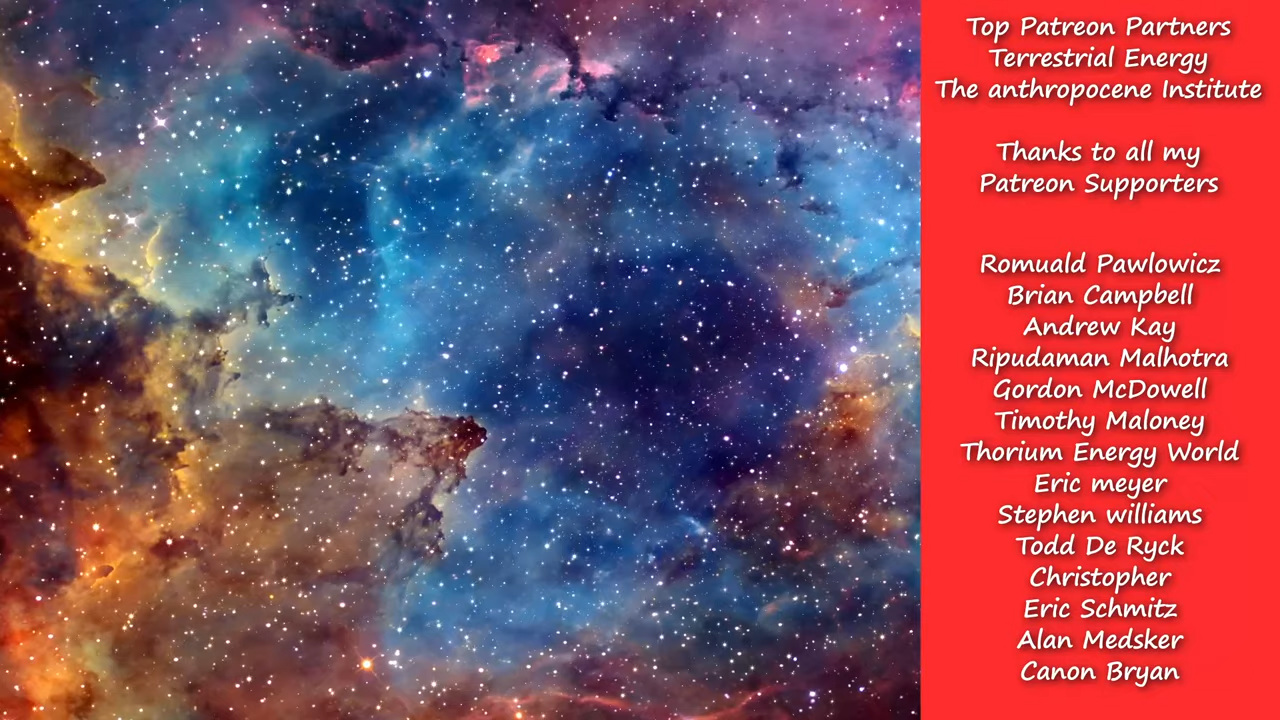 Top Patreon Partners
Terrestrial Energy
The anthropocene Institute
Thanks to all my
Patreon Supporters
Romuald Pawlowicz
Brian Campbell
Andrew Kay
Ripudaman Malhotra
Gordon McDowell
Timothy Maloney
Thorium Energy World
Eric meyer
Stephen williams
Todd De Ryck
Christopher
Eric Schmitz
Alan Medsker
Canon Bryan